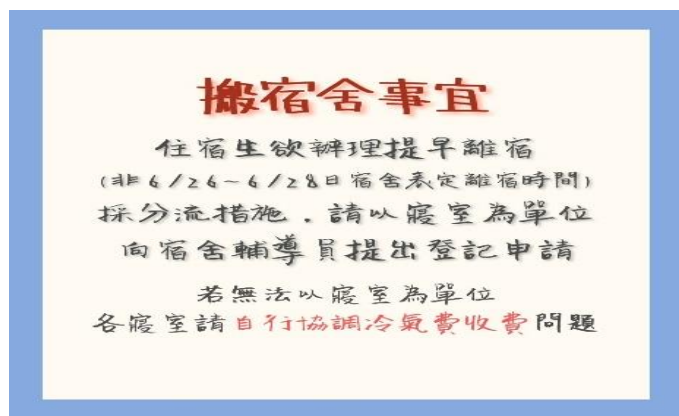 搬宿舍事宜
住宿生欲辦理提早離宿
(非6/26~6/28日宿舍表定離宿時間)
採分流措施,請以寢室為單位
向宿舍輔導員提出登記申請
若無法以寢室為單位
各寢室請自行協調冷氣費收費問題